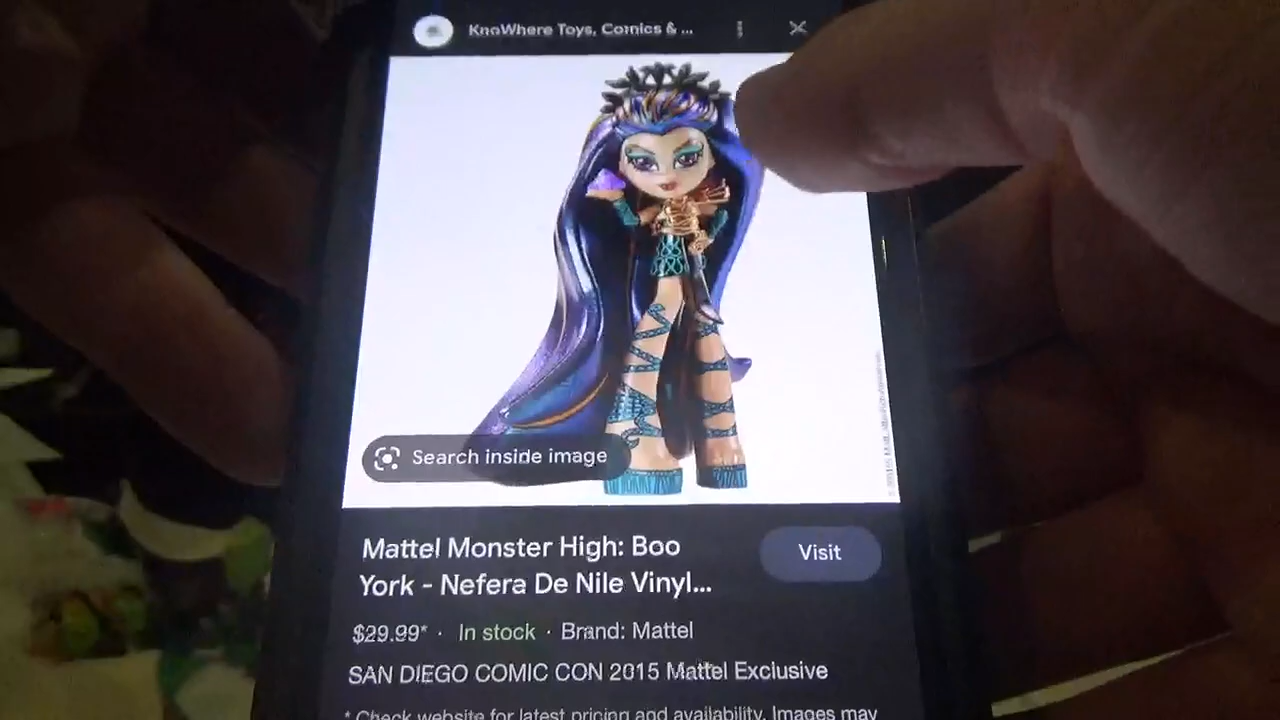 KnoWhere Toys, Comics & ...
Search inside image
Mattel Monster High: Boo
York - Nefera De Nile Vinyl...
Visit
$29.99* · In stock · Brand: Mattel
SAN DIEGO COMIC CON 2015 Mattel Exclusive
* Check website for latest pricing and availability. Images may